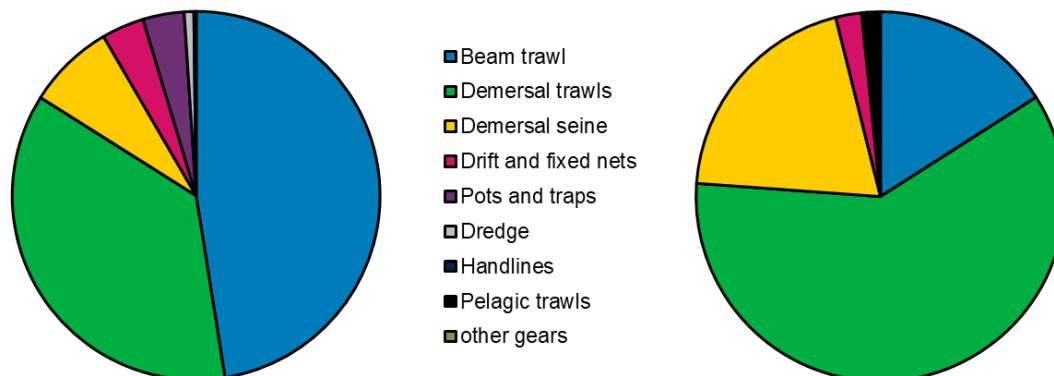 Beam trawl
Demersal trawls
Demersal seine
Drift and fixed nets
Pots and traps
Dredge
Handlines
Pelagic trawls
other gears